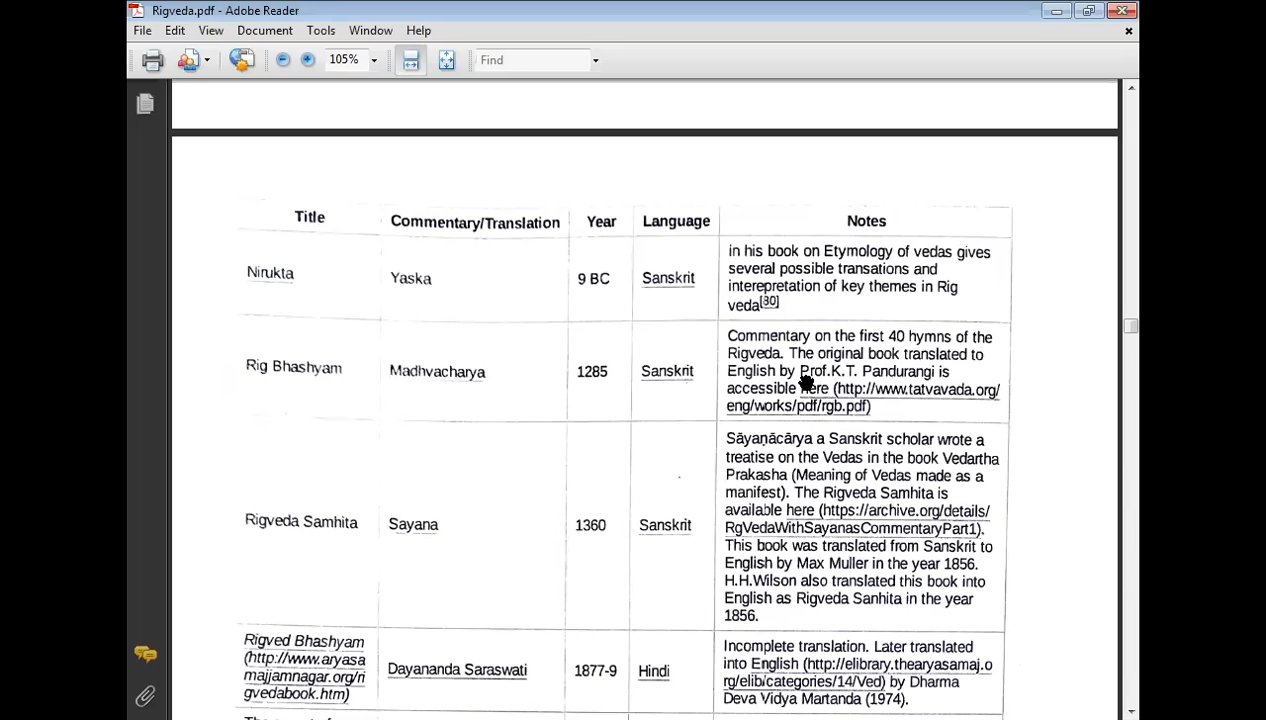 Rigveda.pdf - Adobe Reader
File Edit View Document Tools Window Help
105% Find
Title Commentary/Translation Year Language Notes
Nirukta Yaska 9 BC Sanskrit
in his book on Etymology of vedas gives
several possible transations and
interepretation of key themes in Rig
veda[30]
Rig Bhashyam Madhvacharya 1285 Sanskrit
Commentary on the first 40 hymns of the
Rigveda. The original book translated to
English by Prof.K.T. Pandurangi is
accessible here (http://www.tatvavada.org/
eng/works/pdf/rgb.pdf)
Rigveda Samhita Sayana 1360 Sanskrit
Sāyaṇācārya a Sanskrit scholar wrote a
treatise on the Vedas in the book Vedartha
Prakasha (Meaning of Vedas made as a
manifest). The Rigveda Samhita is
available here (https://archive.org/details/
RgVedaWithSayanasCommentaryPart1).
This book was translated from Sanskrit to
English by Max Muller in the year 1856.
H.H.Wilson also translated this book into
English as Rigveda Sanhita in the year
1856.
Rigved Bhashyam
(http://www.aryasa
majjamnagar.org/ri
gvedabook.htm)
Dayananda Saraswati 1877-9 Hindi
Incomplete translation. Later translated
into English (http://elibrary.thearyasamaj.o
rg/elib/categories/14/Ved) by Dharma
Deva Vidya Martanda (1974).